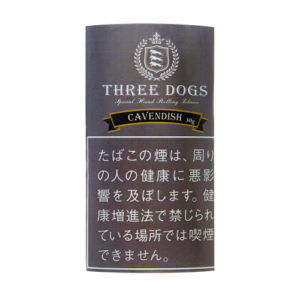 THREE DOGS
Special Hand Rolling Tobacco
CAVENDISH 30g
たばこの煙は、周り
の人の健康に悪影
響を及ぼします。健
康増進法で禁じられ
ている場所では喫煙
できません。